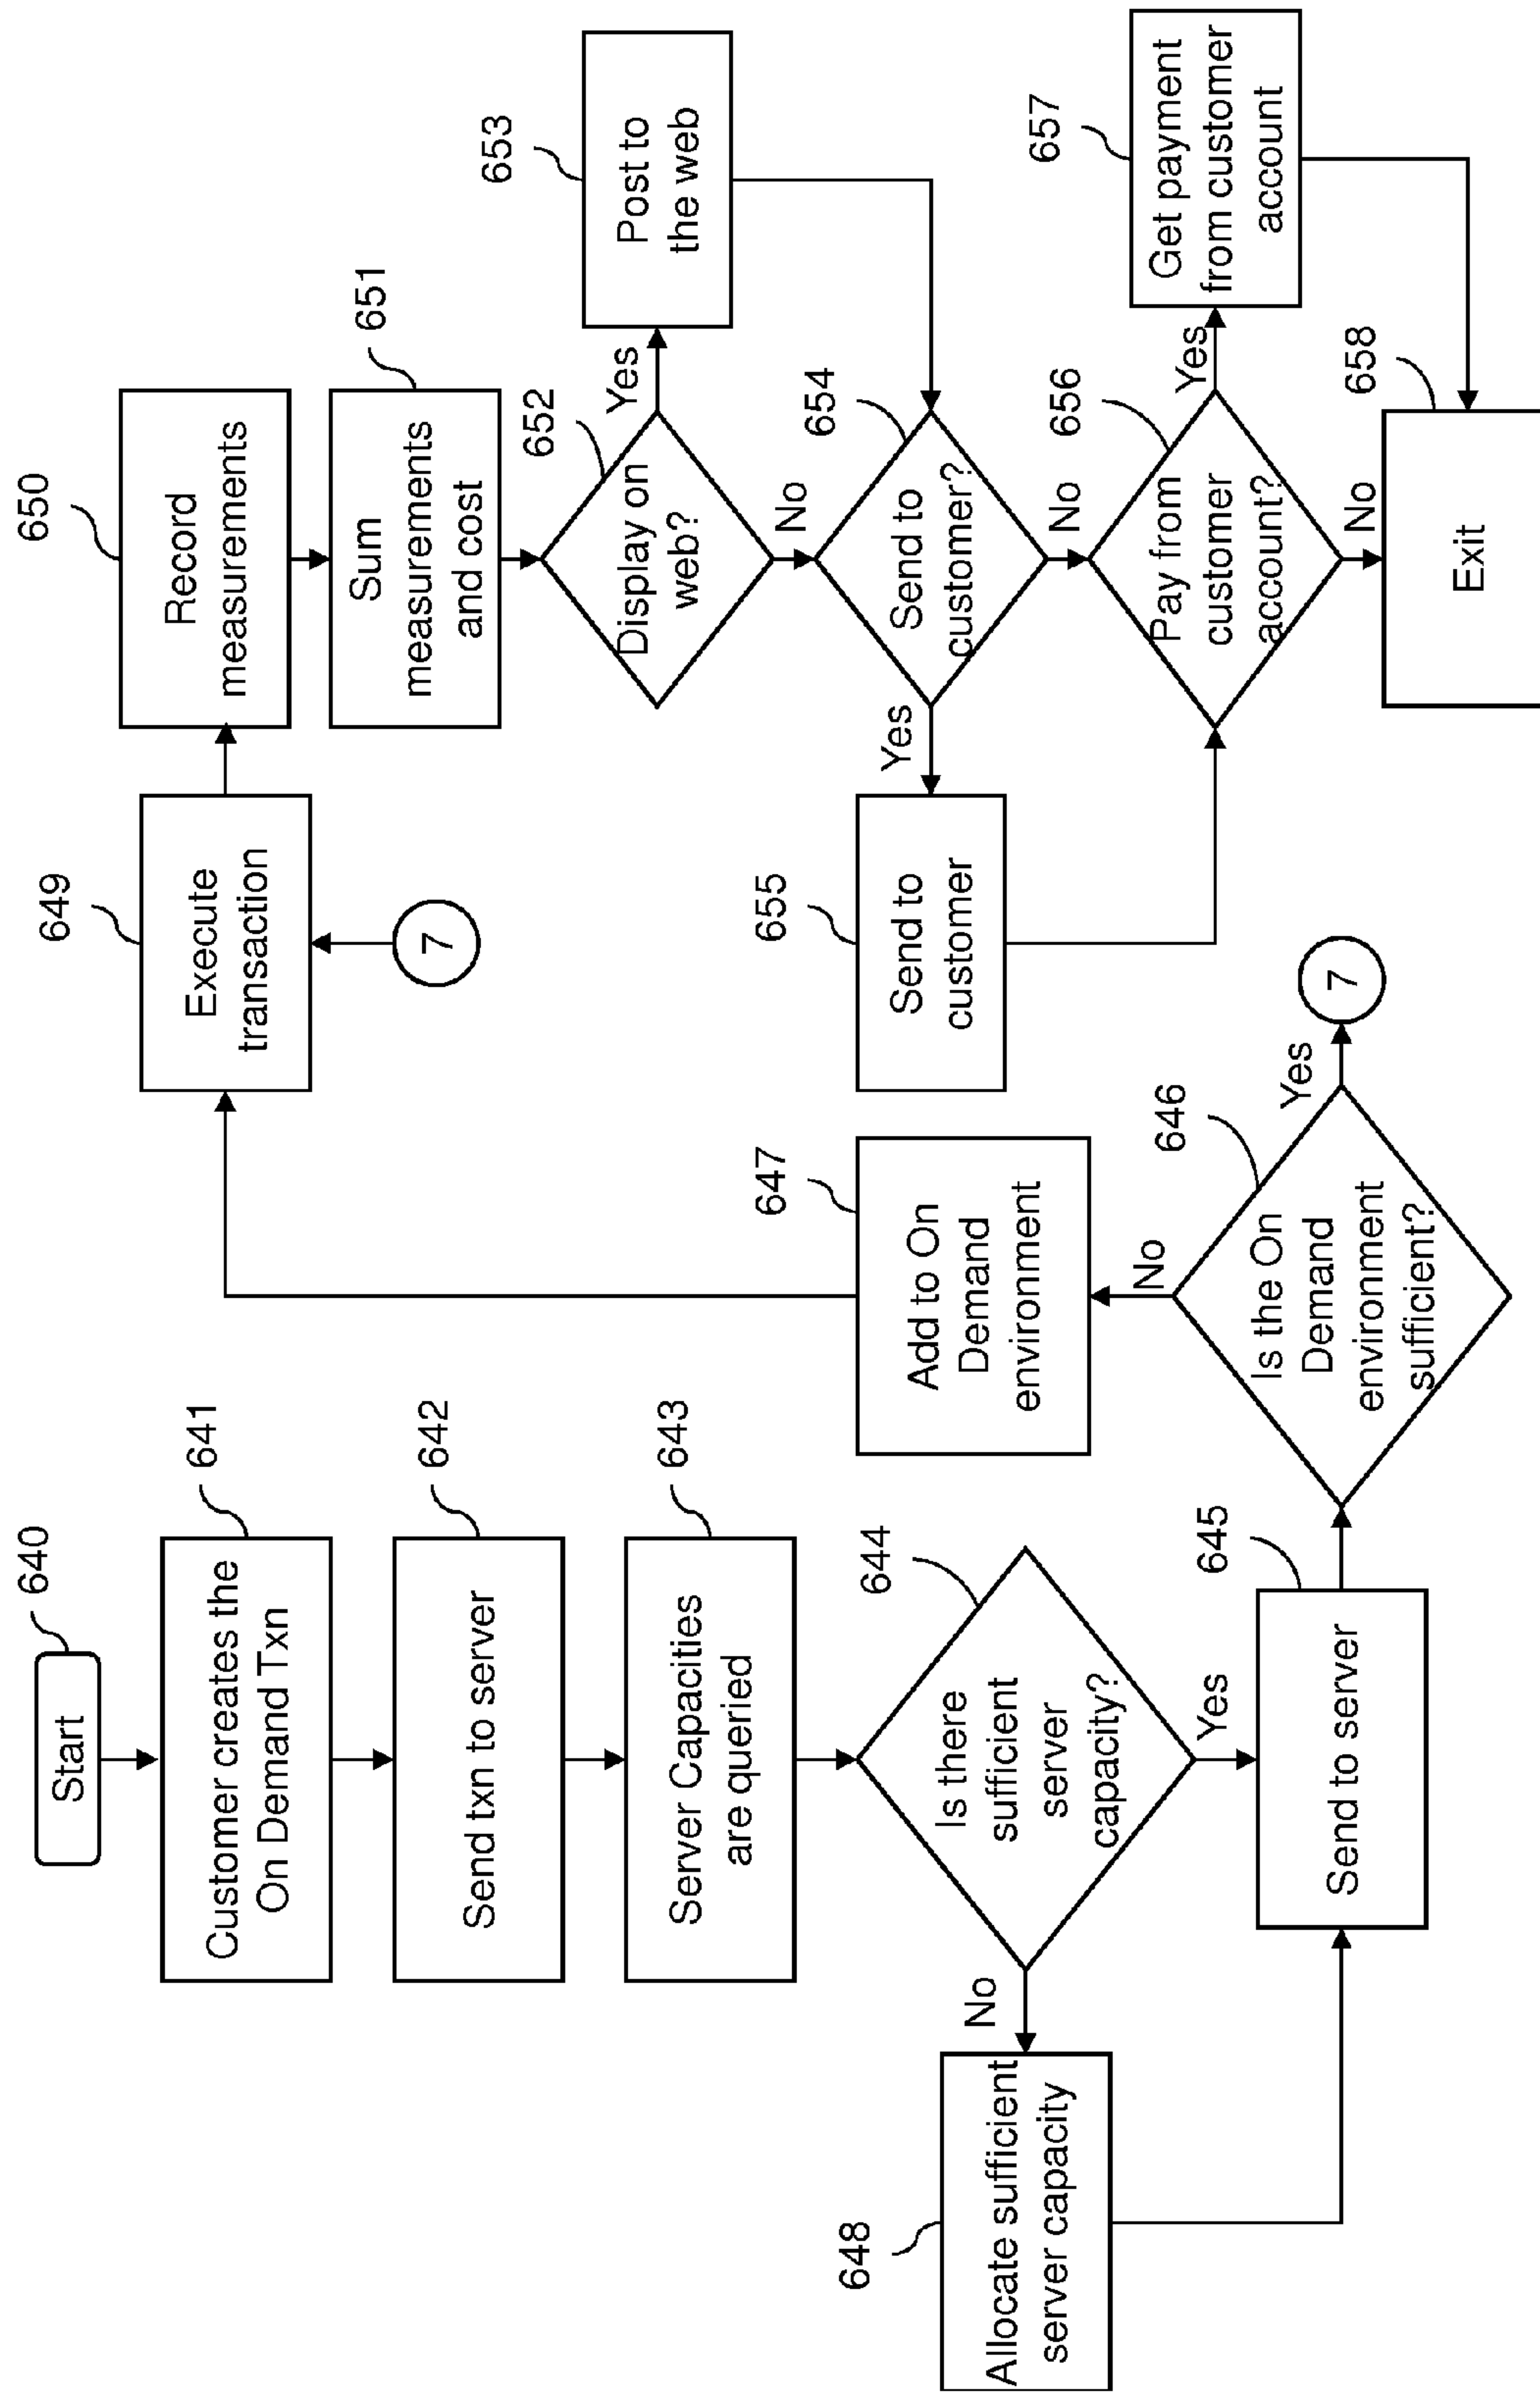 640
Start
641
Customer creates the
On Demand Txn
642
Send txn to server
643
Server Capacities
are queried
644
Is there
sufficient
server
capacity?
No
Yes
648
Allocate sufficient
server capacity
645
Send to server
646
Is the On
Demand
environment
sufficient?
No
Yes
7
647
Add to On
Demand
environment
649
Execute
transaction
7
650
Record
measurements
651
Sum
measurements
and cost
652
Display on
web?
Yes
No
653
Post to
the web
654
Send to
customer?
Yes
No
655
Send to
customer
656
Pay from
customer
account?
Yes
No
657
Get payment
from customer
account
658
Exit